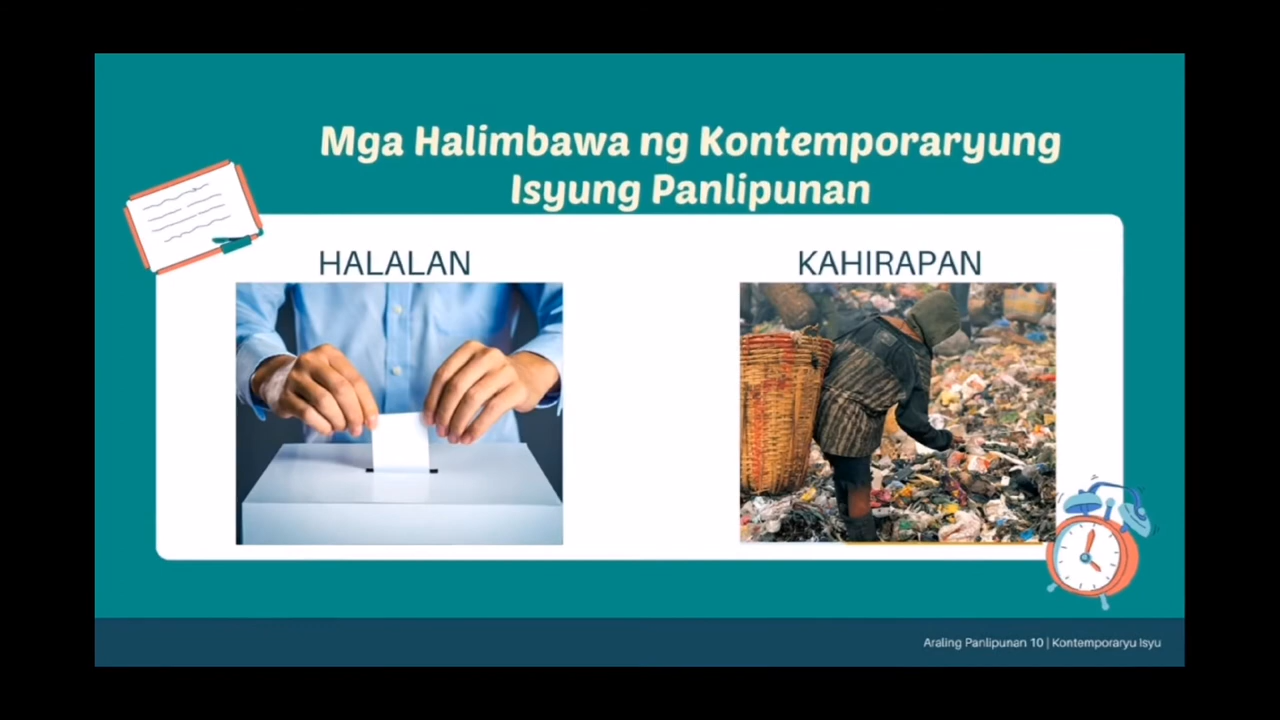 Mga Halimbawa ng Kontemporaryung
Isyung Panlipunan
HALALAN
KAHIRAPAN
Araling Panlipunan 10 | Kontemporaryu Isyu